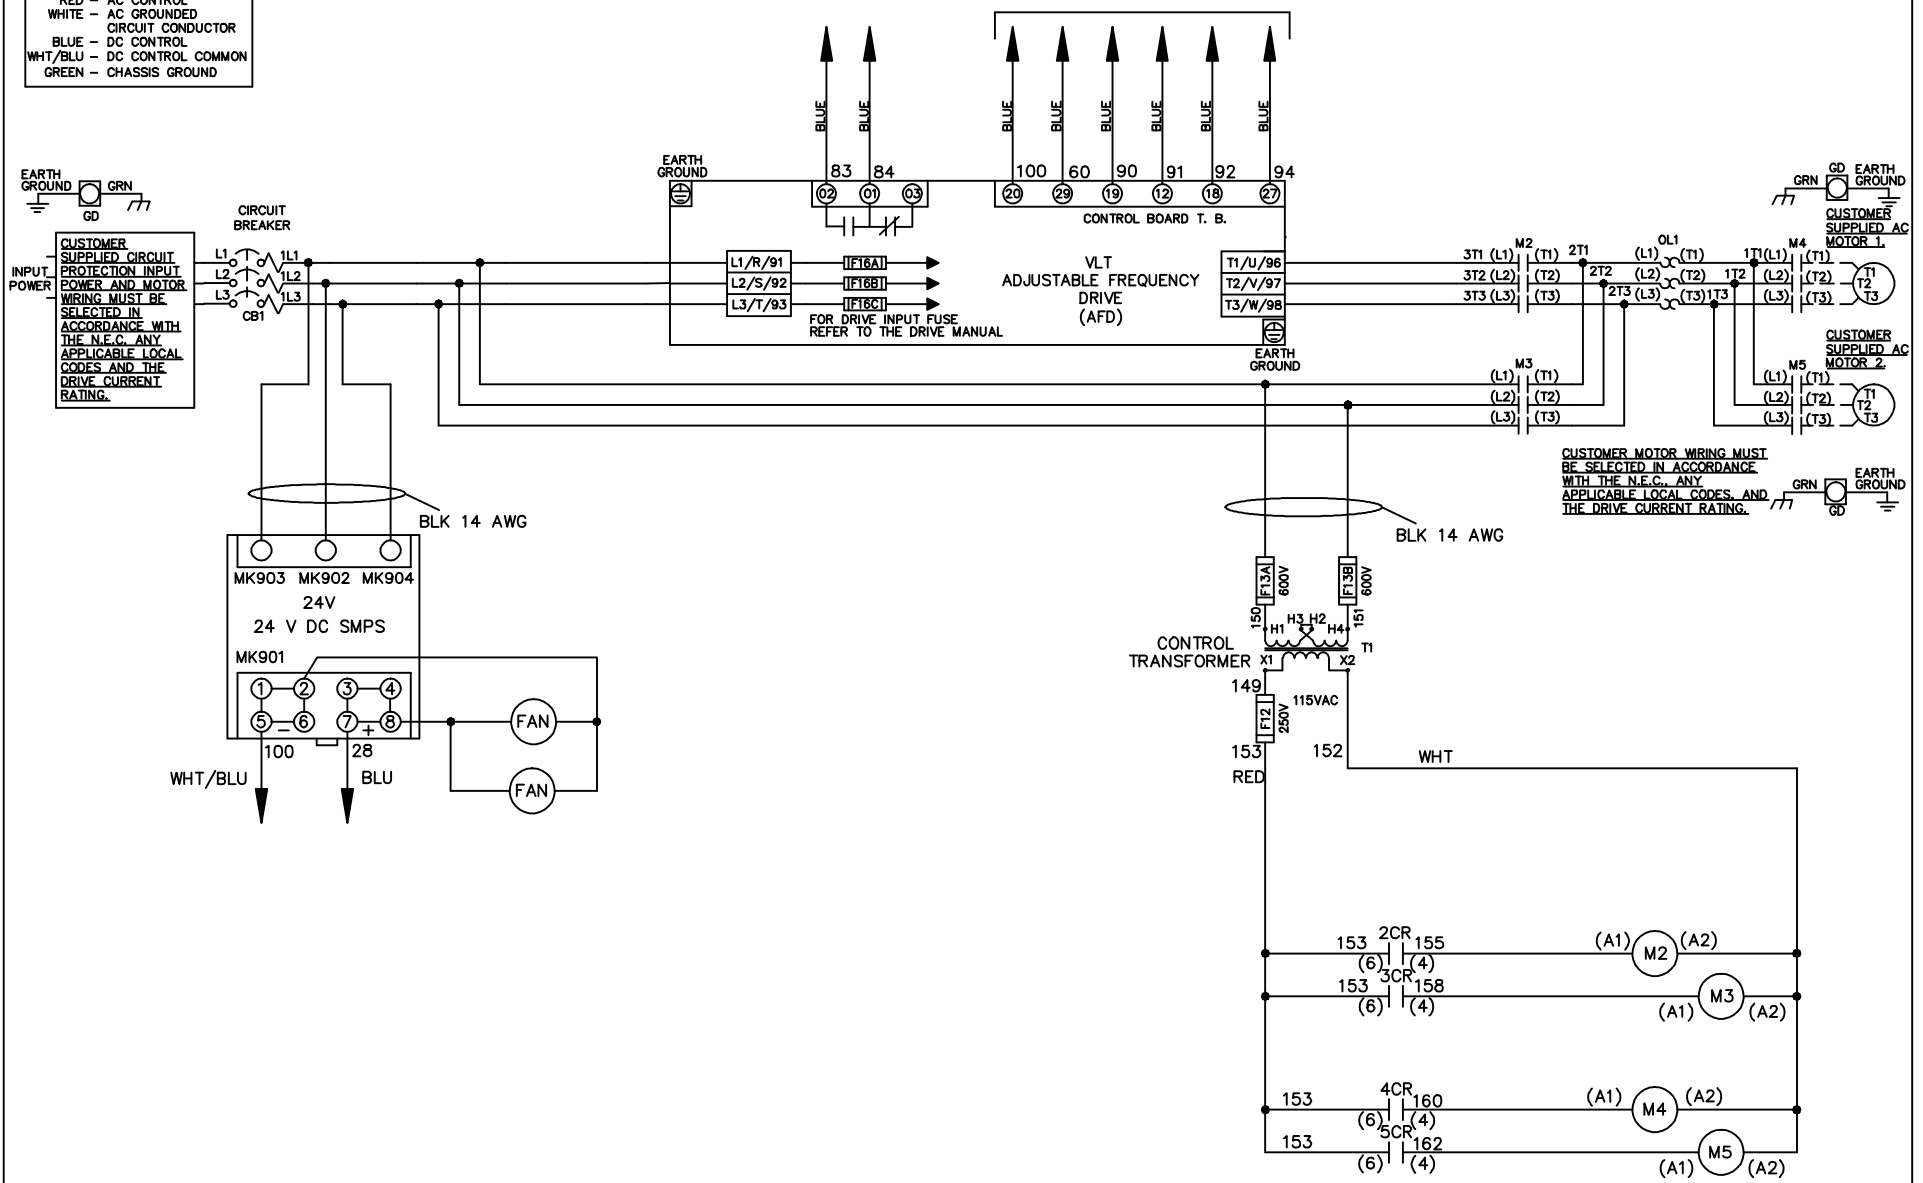 RED – AC CONTROL
WHITE – AC GROUNDED
CIRCUIT CONDUCTOR
BLUE – DC CONTROL
WHT/BLU – DC CONTROL COMMON
GREEN – CHASSIS GROUND
BLUE
BLUE
BLUE
BLUE
BLUE
BLUE
BLUE
BLUE
EARTH
GROUND
GRN
GD
EARTH
GROUND
83
84
100
60
90
91
92
94
02
01
03
20
29
19
12
18
27
CONTROL BOARD T. B.
GD
EARTH
GROUND
GRN
CUSTOMER
SUPPLIED AC
MOTOR 1.
CIRCUIT
BREAKER
INPUT
POWER
CUSTOMER
SUPPLIED CIRCUIT
PROTECTION INPUT
POWER AND MOTOR
WIRING MUST BE
SELECTED IN
ACCORDANCE WITH
THE N.E.C. ANY
APPLICABLE LOCAL
CODES AND THE
DRIVE CURRENT
RATING.
L1
1L1
L2
1L2
L3
1L3
CB1
L1/R/91
L2/S/92
L3/T/93
F16A
F16B
F16C
FOR DRIVE INPUT FUSE
REFER TO THE DRIVE MANUAL
VLT
ADJUSTABLE FREQUENCY
DRIVE
(AFD)
T1/U/96
T2/V/97
T3/W/98
EARTH
GROUND
M2
3T1 (L1) (T1) 2T1
3T2 (L2) (T2) 2T2
3T3 (L3) (T3) 2T3
OL1
(L1) (T1) 1T1
(L2) (T2) 1T2
(L3) (T3) 1T3
M4
(L1) (T1)
(L2) (T2)
(L3) (T3)
T1
T2
T3
M3
(L1) (T1)
(L2) (T2)
(L3) (T3)
CUSTOMER
SUPPLIED AC
MOTOR 2.
M5
(L1) (T1)
(L2) (T2)
(L3) (T3)
T1
T2
T3
CUSTOMER MOTOR WIRING MUST
BE SELECTED IN ACCORDANCE
WITH THE N.E.C., ANY
APPLICABLE LOCAL CODES, AND
THE DRIVE CURRENT RATING.
GRN
EARTH
GROUND
GD
BLK 14 AWG
BLK 14 AWG
MK903 MK902 MK904
24V
24 V DC SMPS
MK901
1
2
3
4
5
6
7
8
– +
100
28
WHT/BLU
BLU
FAN
FAN
F13A
600V
F13B
600V
150
151
H1 H3 H2 H4
T1
CONTROL
TRANSFORMER
X1 X2
149
115VAC
F12
250V
153
152
RED
WHT
2CR
153 155
(6) (4)
(A1) M2 (A2)
3CR
153 158
(6) (4)
(A1) M3 (A2)
4CR
153 160
(6) (4)
(A1) M4 (A2)
5CR
153 162
(6) (4)
(A1) M5 (A2)